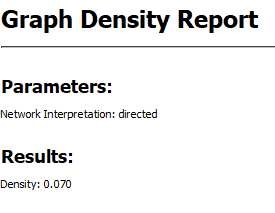 Graph Density Report
Parameters:
Network Interpretation: directed
Results:
Density: 0.070